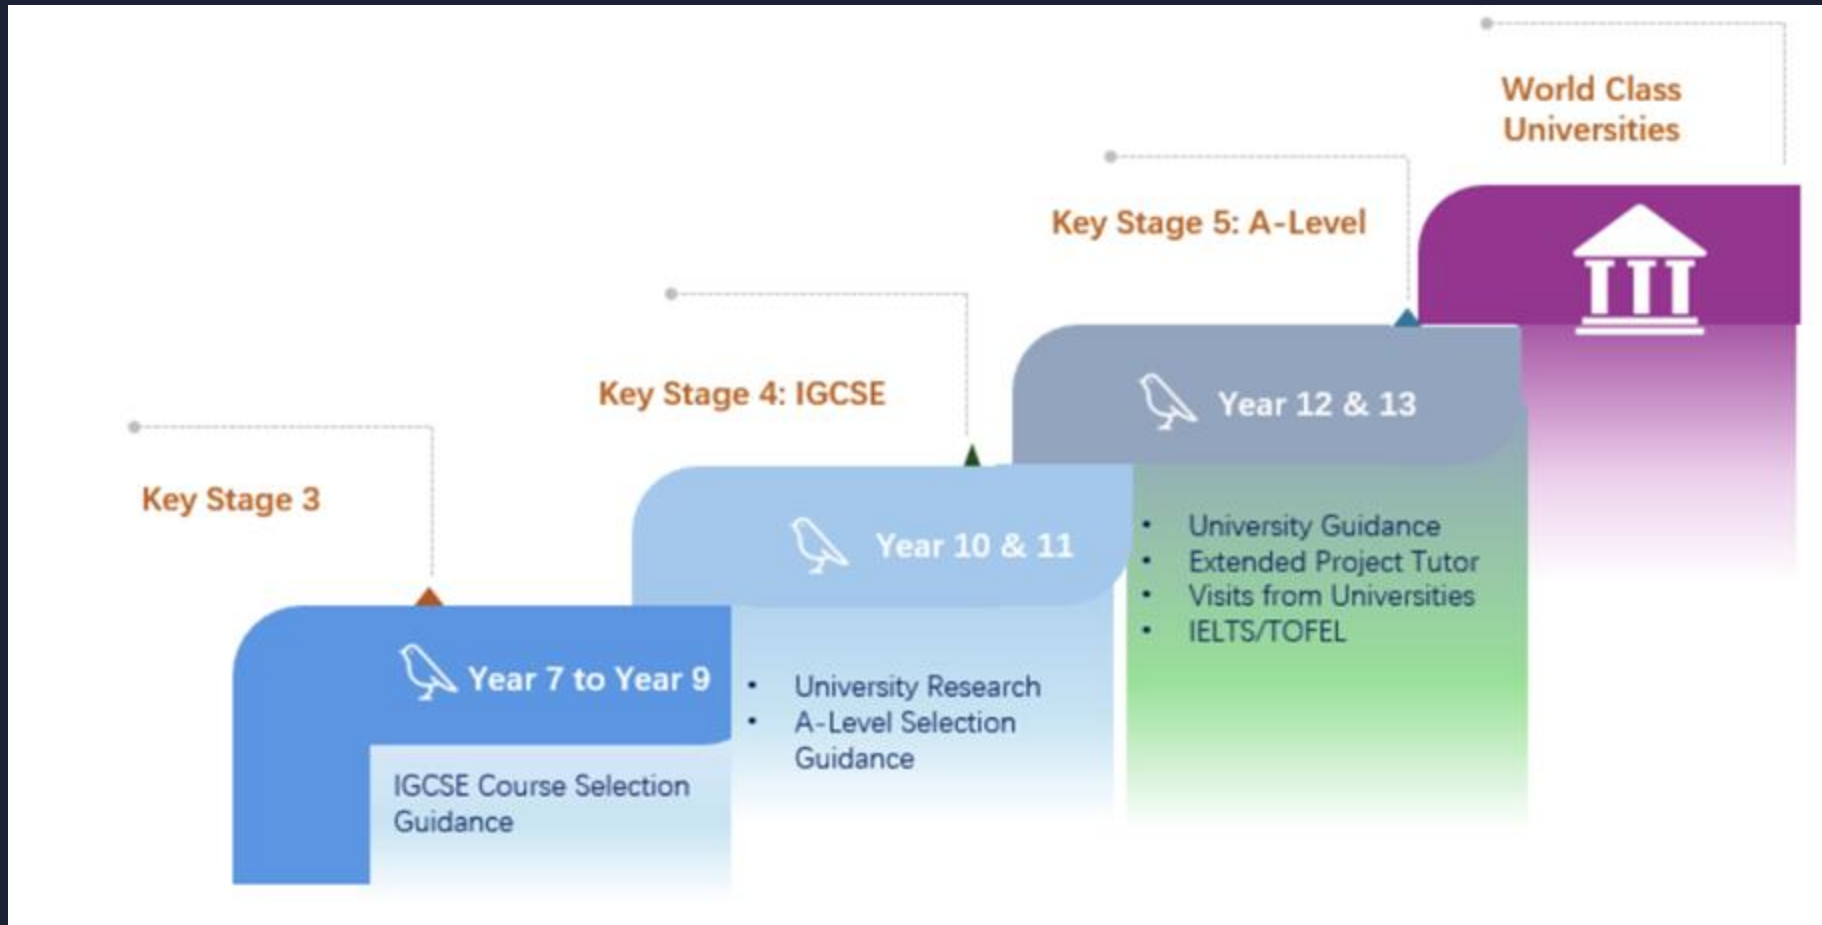 World Class
Universities
Key Stage 5: A-Level
Key Stage 4: IGCSE
Year 12 & 13
Key Stage 3
Year 10 & 11
• University Guidance
• Extended Project Tutor
• Visits from Universities
• IELTS/TOFEL
Year 7 to Year 9
• University Research
• A-Level Selection
Guidance
IGCSE Course Selection
Guidance